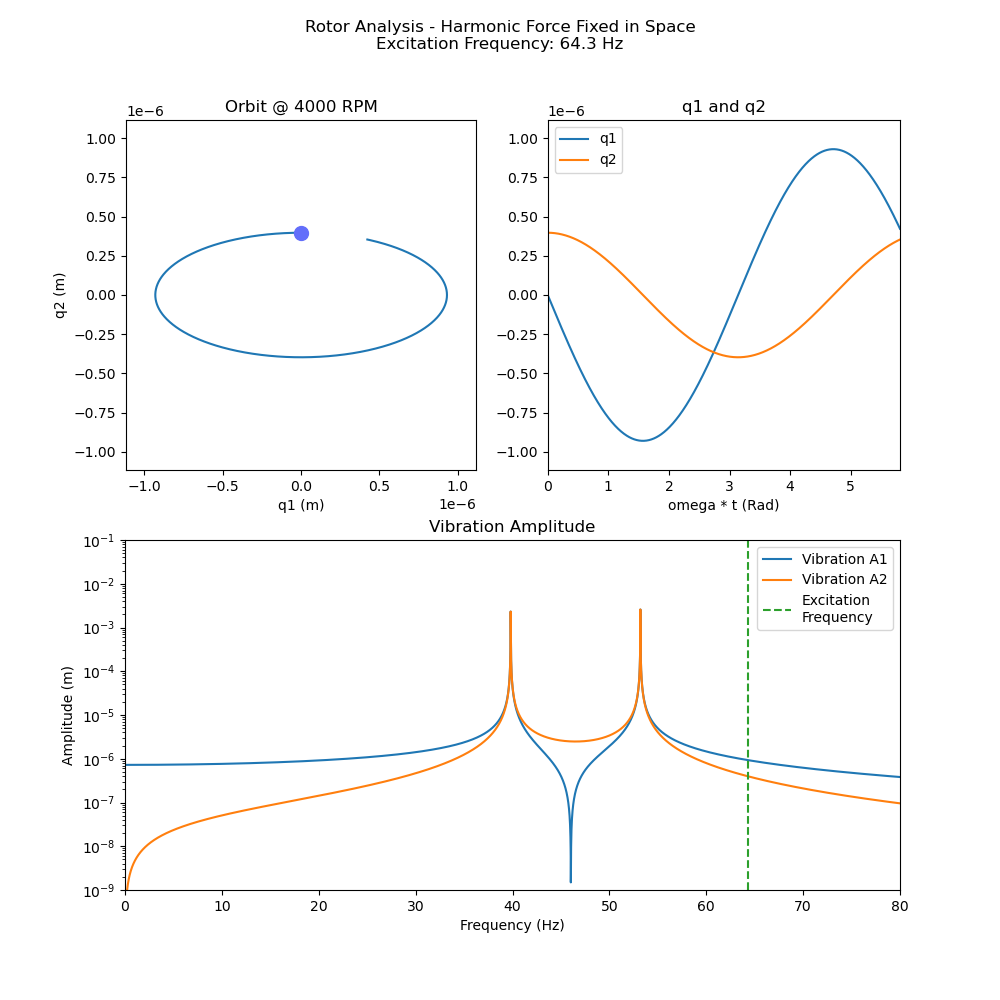 Rotor Analysis - Harmonic Force Fixed in Space
Excitation Frequency: 64.3 Hz
Orbit @ 4000 RPM
1e−6
1.00
0.75
0.50
0.25
0.00
−0.25
−0.50
−0.75
−1.00
q2 (m)
−1.0
−0.5
0.0
0.5
1.0
q1 (m)
1e−6
q1 and q2
1e−6
q1
q2
1.00
0.75
0.50
0.25
0.00
−0.25
−0.50
−0.75
−1.00
0
1
2
3
4
5
omega * t (Rad)
Vibration Amplitude
Vibration A1
Vibration A2
Excitation
Frequency
10⁻¹
10⁻²
10⁻³
10⁻⁴
10⁻⁵
10⁻⁶
10⁻⁷
10⁻⁸
10⁻⁹
Amplitude (m)
0
10
20
30
40
50
60
70
80
Frequency (Hz)